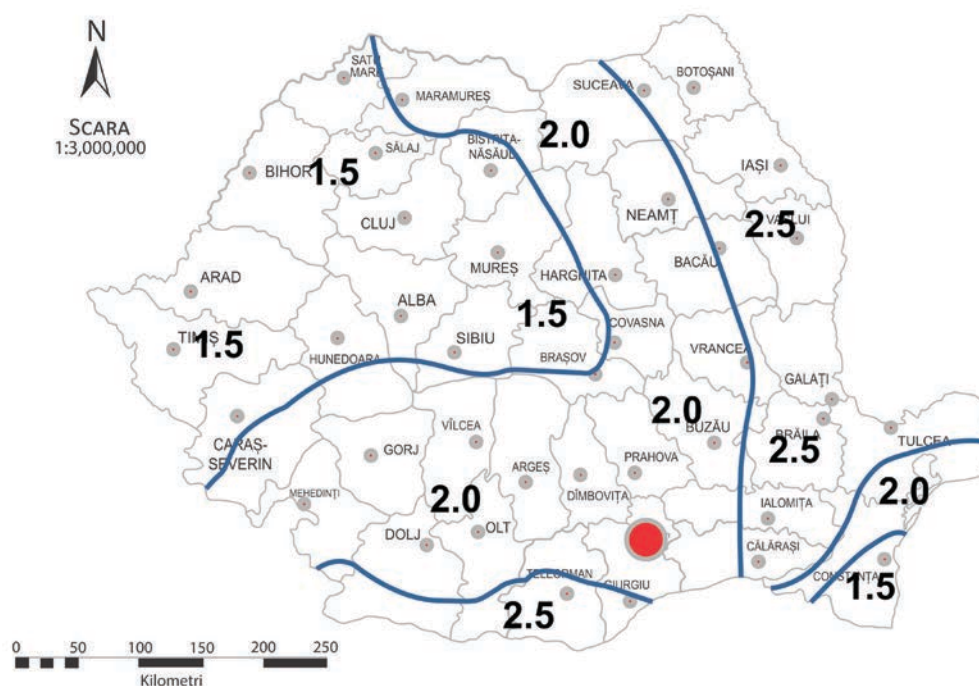 N
SCARA
1:3,000,000
SATU
MARE
MARAMUREȘ
SUCEAVA
BOTOȘANI
2.0
BISTRIȚA-
NĂSĂUL
SĂLAJ
BIHOR
1.5
IAȘI
NEAMȚ
VASLUI
2.5
CLUJ
MUREȘ
HARGHITA
BACĂU
ARAD
ALBA
1.5
COVASNA
TIMIȘ
1.5
HUNEDOARA
SIBIU
BRAȘOV
VRANCEA
GALAȚI
2.0
BUZĂU
BRĂILA
2.5
TULCEA
CARAȘ-
SEVERIN
GORJ
VÎLCEA
ARGEȘ
PRAHOVA
DÎMBOVIȚA
2.0
MEHEDINȚI
2.0
IALOMIȚA
DOLJ
OLT
CĂLĂRAȘI
TELEORMAN
GIURGIU
CONSTANȚA
1.5
2.5
0 50 100 150 200 250
Kilometri